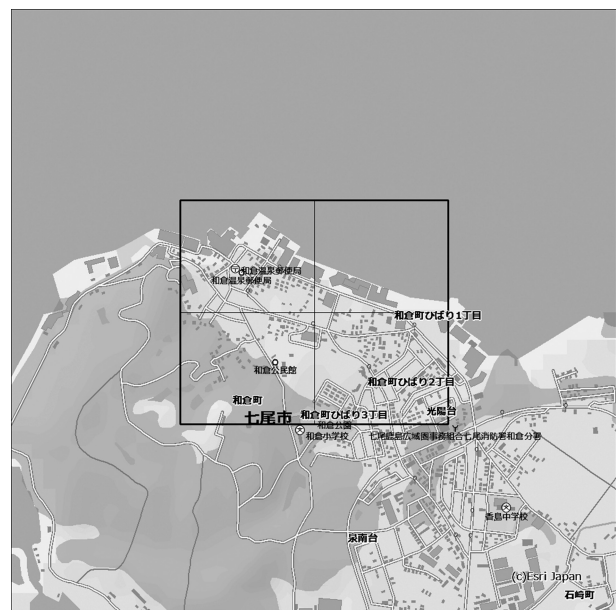 和倉温泉郵便局
和倉温泉郵便局
和倉町ひばり1丁目
和倉公民館
和倉町ひばり2丁目
和倉町
七尾市
和倉町ひばり3丁目
光陽台
和倉公園
和倉小学校
七尾鹿島広域圏事務組合七尾消防署和倉分署
香島中学校
泉南台
(c)Esri Japan
石崎町